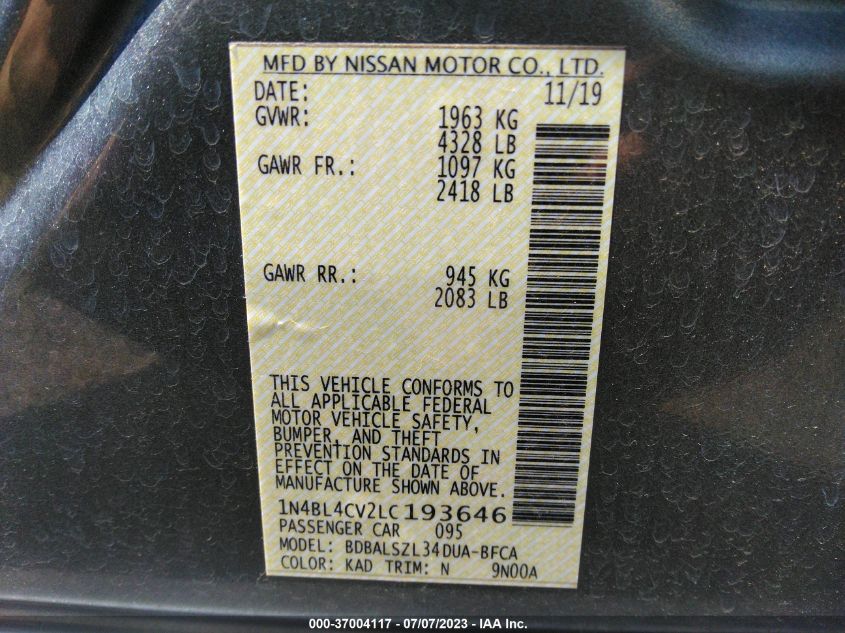 MFD BY NISSAN MOTOR CO., LTD.
DATE: 11/19
GVWR: 1963 KG
4328 LB
GAWR FR.: 1097 KG
2418 LB
GAWR RR.: 945 KG
2083 LB
THIS VEHICLE CONFORMS TO
ALL APPLICABLE FEDERAL
MOTOR VEHICLE SAFETY,
BUMPER, AND THEFT
PREVENTION STANDARDS IN
EFFECT ON THE DATE OF
MANUFACTURE SHOWN ABOVE.
1N4BL4CV2LC193646
PASSENGER CAR 095
MODEL: BDBALSZL34DUA-BFCA
COLOR: KAD TRIM: N 9N00A
000-37004117 - 07/07/2023 - IAA Inc.